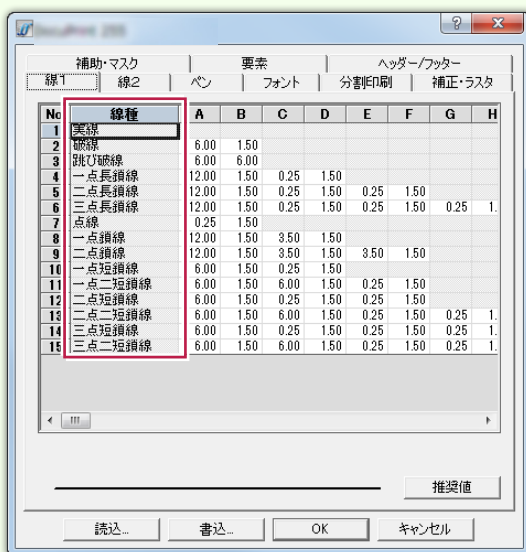 補助・マスク 要素 ヘッダー/フッター
線1 線2 ペン フォント 分割印刷 補正・ラスタ
No 線種 A B C D E F G H
1 実線
2 破線 6.00 1.50
3 跳び破線 6.00 6.00
4 一点長鎖線 12.00 1.50 0.25 1.50
5 二点長鎖線 12.00 1.50 0.25 1.50 0.25 1.50
6 三点長鎖線 12.00 1.50 0.25 1.50 0.25 1.50 0.25 1.
7 点線 0.25 1.50
8 一点鎖線 12.00 1.50 3.50 1.50
9 二点鎖線 12.00 1.50 3.50 1.50 3.50 1.50
10 一点短鎖線 6.00 1.50 0.25 1.50
11 一点二短鎖線 6.00 1.50 6.00 1.50 0.25 1.50
12 二点短鎖線 6.00 1.50 0.25 1.50 0.25 1.50
13 二点二短鎖線 6.00 1.50 6.00 1.50 0.25 1.50 0.25 1.
14 三点短鎖線 6.00 1.50 0.25 1.50 0.25 1.50 0.25 1.
15 三点二短鎖線 6.00 1.50 6.00 1.50 0.25 1.50 0.25 1.
推奨値
読込... 書込... OK キャンセル